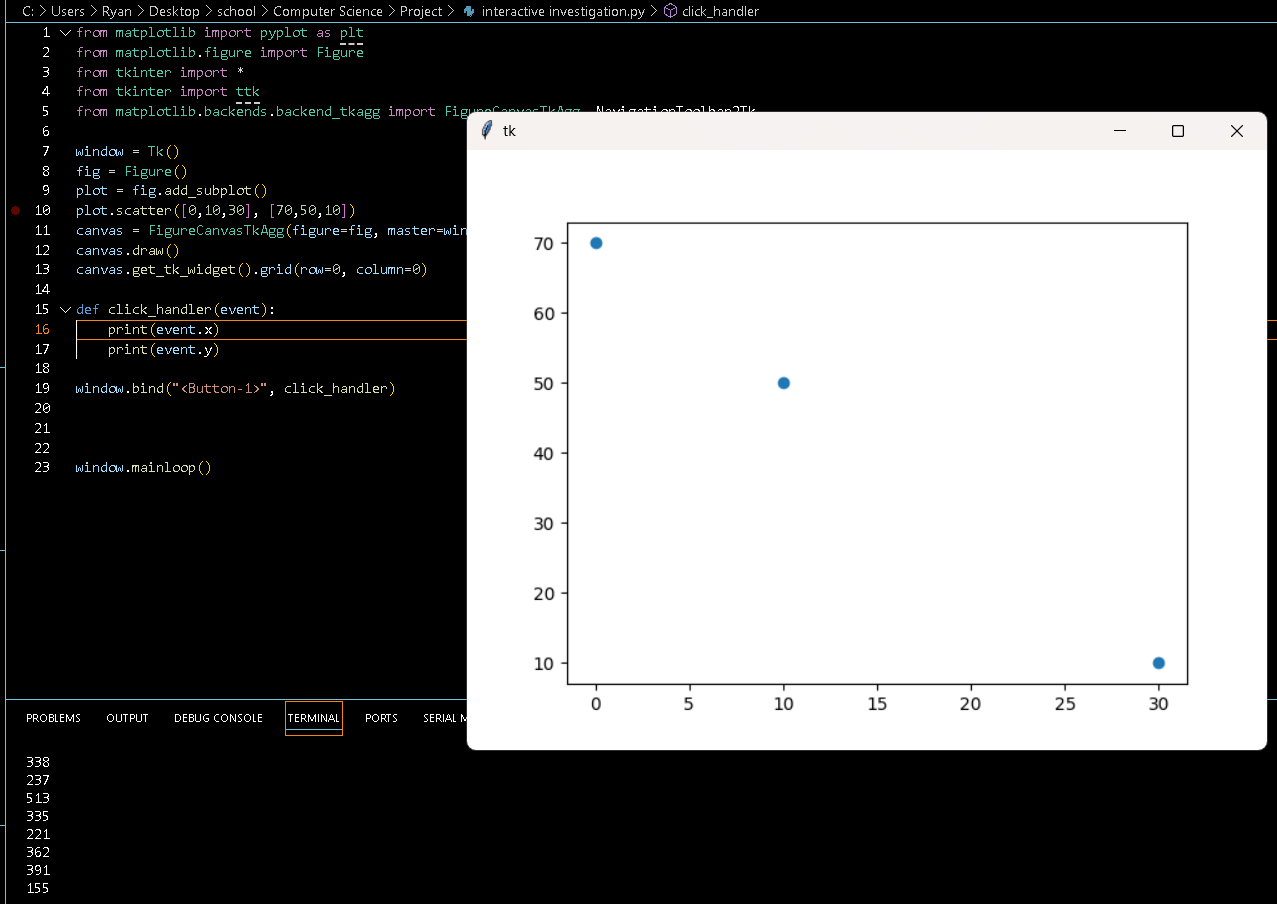 C: > Users > Ryan > Desktop > school > Computer Science > Project > interactive investigation.py > click_handler
1 from matplotlib import pyplot as plt
2 from matplotlib.figure import Figure
3 from tkinter import *
4 from tkinter import ttk
5 from matplotlib.backends.backend_tkagg import FigureCanvasTkAgg, NavigationToolbar2Tk
6
7 window = Tk()
8 fig = Figure()
9 plot = fig.add_subplot()
10 plot.scatter([0,10,30], [70,50,10])
11 canvas = FigureCanvasTkAgg(figure=fig, master=win
12 canvas.draw()
13 canvas.get_tk_widget().grid(row=0, column=0)
14
15 def click_handler(event):
16 print(event.x)
17 print(event.y)
18
19 window.bind("<Button-1>", click_handler)
20
21
22
23 window.mainloop()
tk
70
60
50
40
30
20
10
0 5 10 15 20 25 30
PROBLEMS OUTPUT DEBUG CONSOLE TERMINAL PORTS SERIAL M
338
237
513
335
221
362
391
155